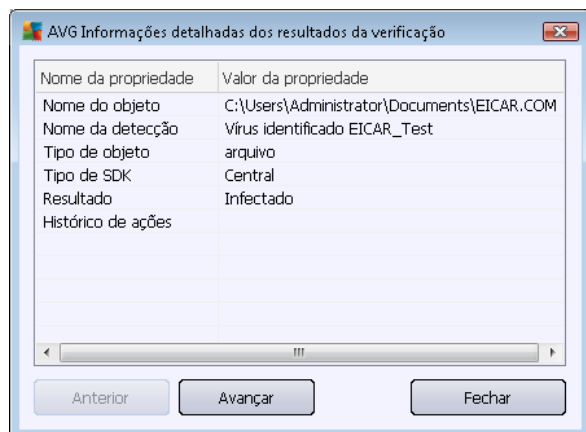 AVG Informações detalhadas dos resultados da verificação
Nome da propriedade Valor da propriedade
Nome do objeto C:\Users\Administrator\Documents\EICAR.COM
Nome da detecção Vírus identificado EICAR_Test
Tipo de objeto arquivo
Tipo de SDK Central
Resultado Infectado
Histórico de ações
Anterior Avançar Fechar